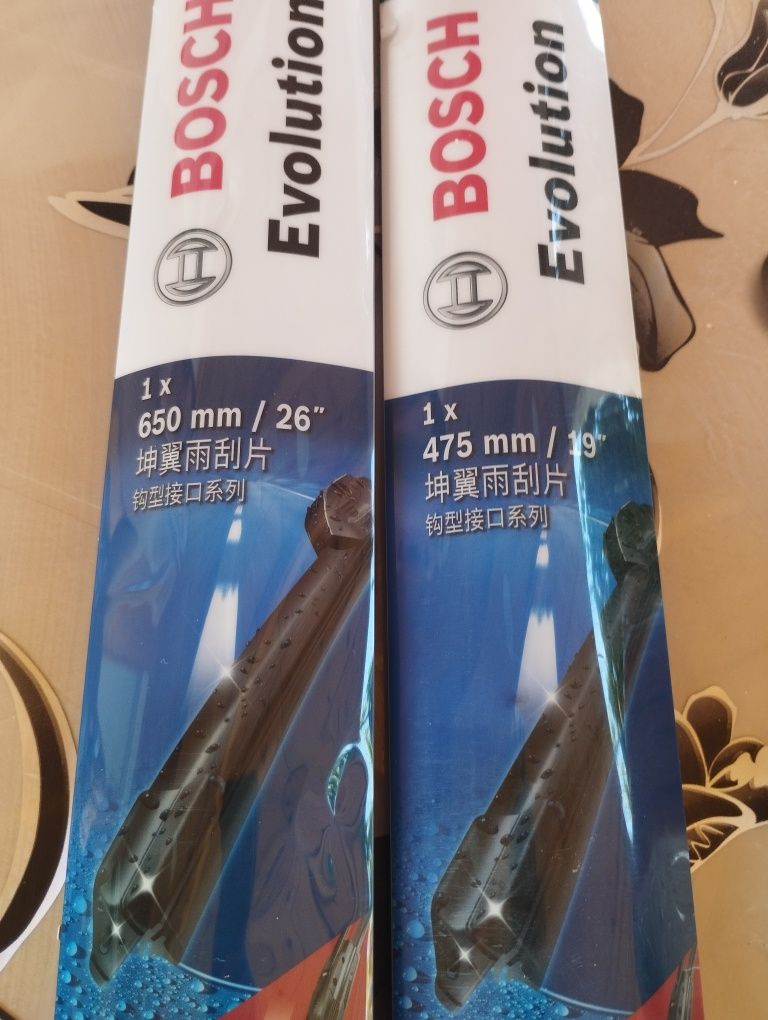 BOSCH
Evolution
1 x
650 mm / 26"
坤翼雨刮片
钩型接口系列
BOSCH
Evolution
1 x
475 mm / 19"
坤翼雨刮片
钩型接口系列